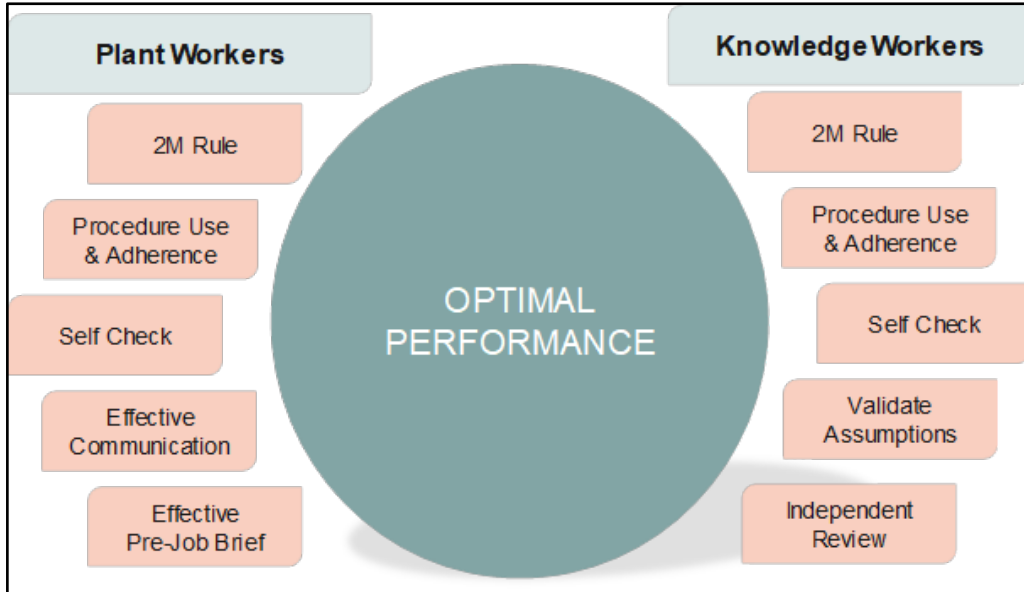 Plant Workers
2M Rule
Procedure Use
& Adherence
Self Check
Effective
Communication
Effective
Pre-Job Brief
OPTIMAL
PERFORMANCE
Knowledge Workers
2M Rule
Procedure Use
& Adherence
Self Check
Validate
Assumptions
Independent
Review